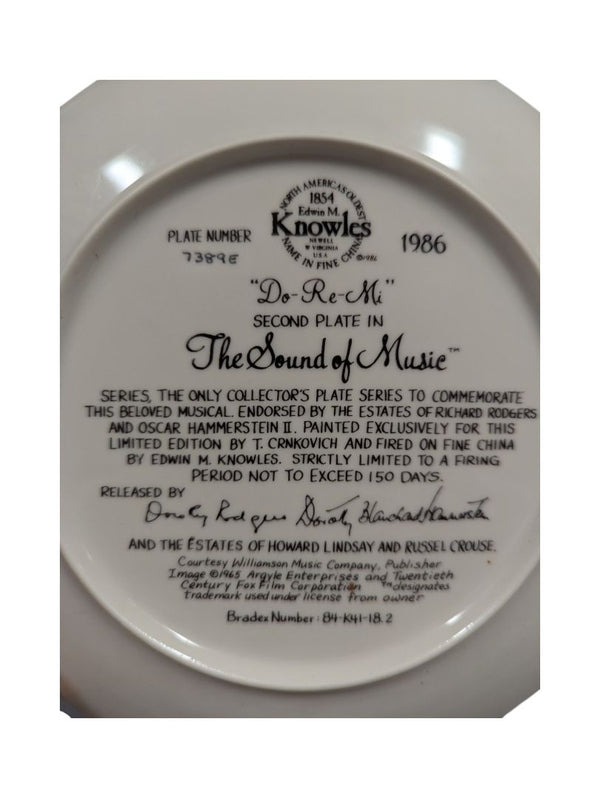 NORTH AMERICA'S OLDEST
1854
Edwin M.
Knowles
NEWELL
W VIRGINIA
U.S.A
NAME IN FINE CHINA
©1986
PLATE NUMBER
7389E
1986
"Do-Re-Mi"
SECOND PLATE IN
The Sound of Music™
SERIES, THE ONLY COLLECTOR'S PLATE SERIES TO COMMEMORATE
THIS BELOVED MUSICAL. ENDORSED BY THE ESTATES OF RICHARD RODGERS
AND OSCAR HAMMERSTEIN II. PAINTED EXCLUSIVELY FOR THIS
LIMITED EDITION BY T. CRNKOVICH AND FIRED ON FINE CHINA
BY EDWIN M. KNOWLES. STRICTLY LIMITED TO A FIRING
PERIOD NOT TO EXCEED 150 DAYS.
RELEASED BY
Dorothy Rodgers Dorothy Blanchard Hammerstein
AND THE ESTATES OF HOWARD LINDSAY AND RUSSEL CROUSE.
Courtesy Williamson Music Company, Publisher
Image ©1965 Argyle Enterprises and Twentieth
Century Fox Film Corporation ™designates
trademark used under license from owner
Bradex Number: 84-K41-18.2